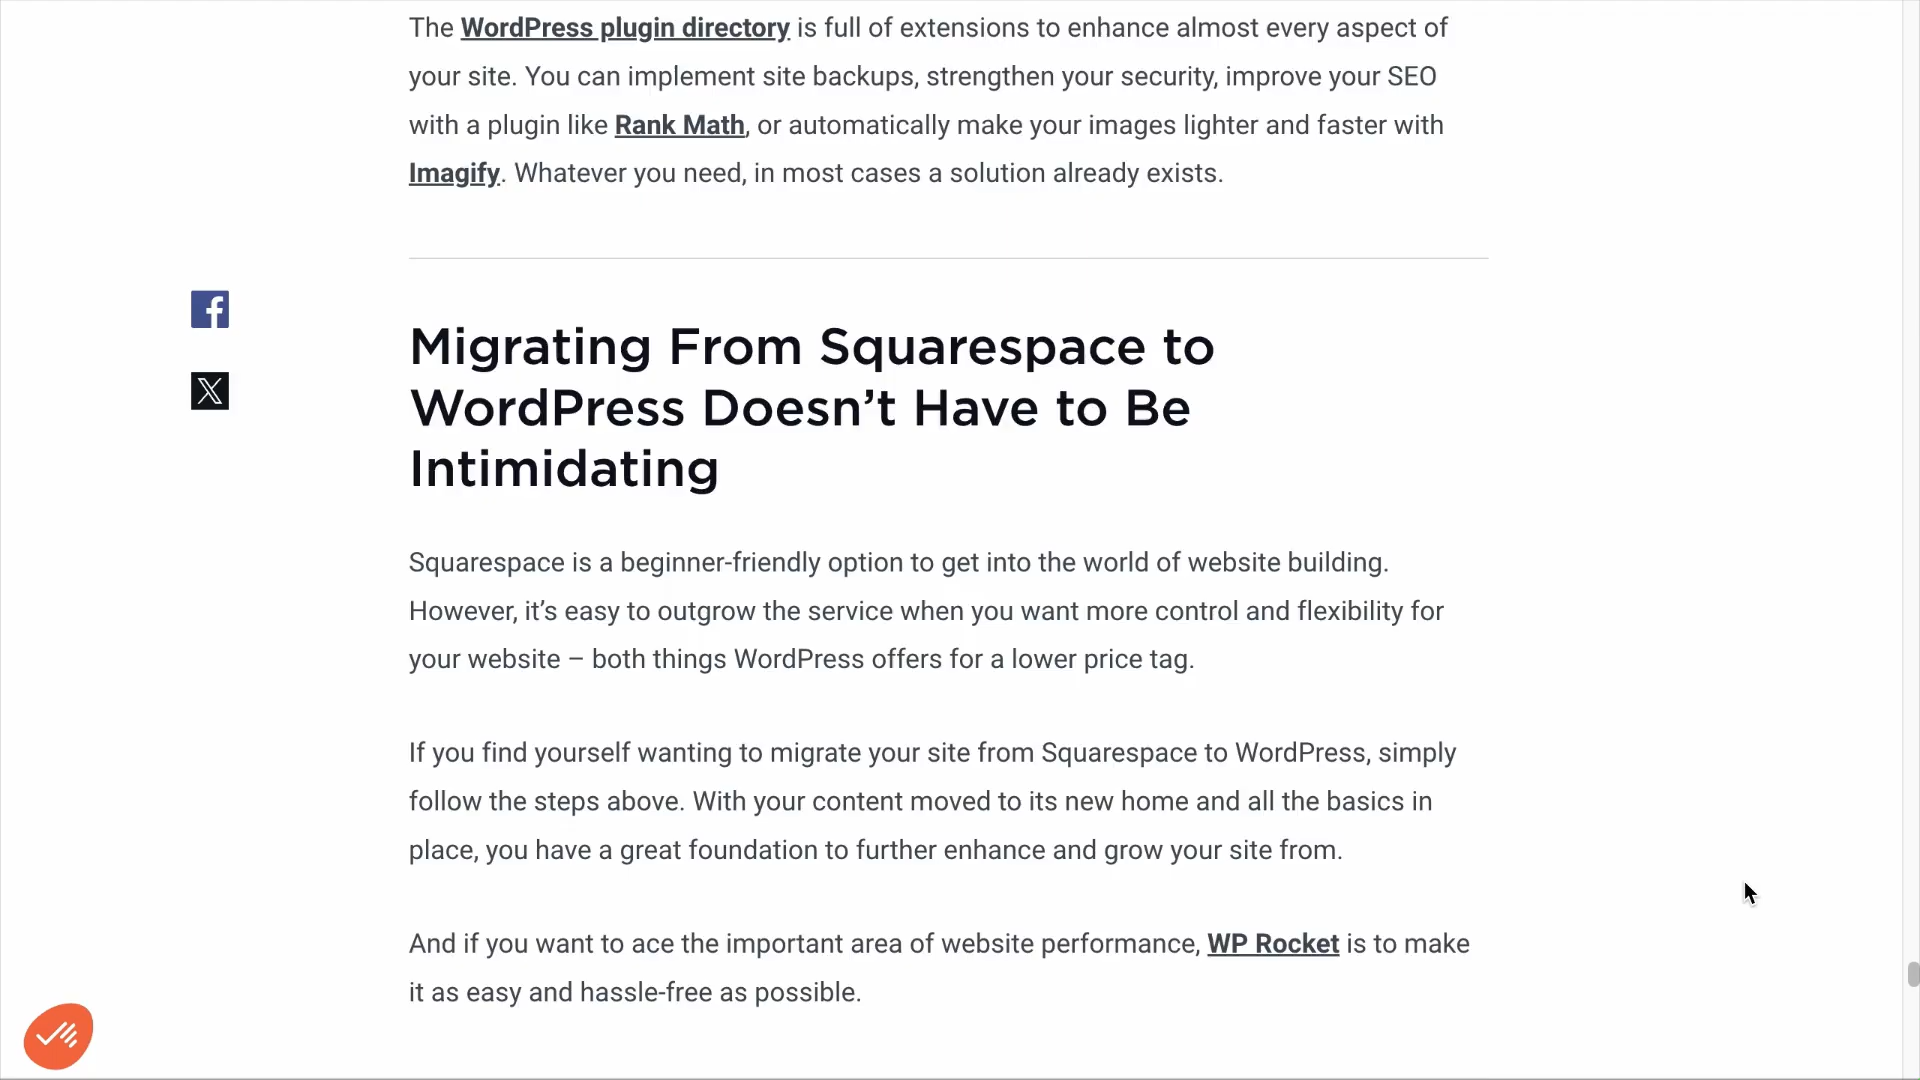 The WordPress plugin directory is full of extensions to enhance almost every aspect of
your site. You can implement site backups, strengthen your security, improve your SEO
with a plugin like Rank Math, or automatically make your images lighter and faster with
Imagify. Whatever you need, in most cases a solution already exists.
Migrating From Squarespace to
WordPress Doesn’t Have to Be
Intimidating
Squarespace is a beginner-friendly option to get into the world of website building.
However, it’s easy to outgrow the service when you want more control and flexibility for
your website – both things WordPress offers for a lower price tag.
If you find yourself wanting to migrate your site from Squarespace to WordPress, simply
follow the steps above. With your content moved to its new home and all the basics in
place, you have a great foundation to further enhance and grow your site from.
And if you want to ace the important area of website performance, WP Rocket is to make
it as easy and hassle-free as possible.